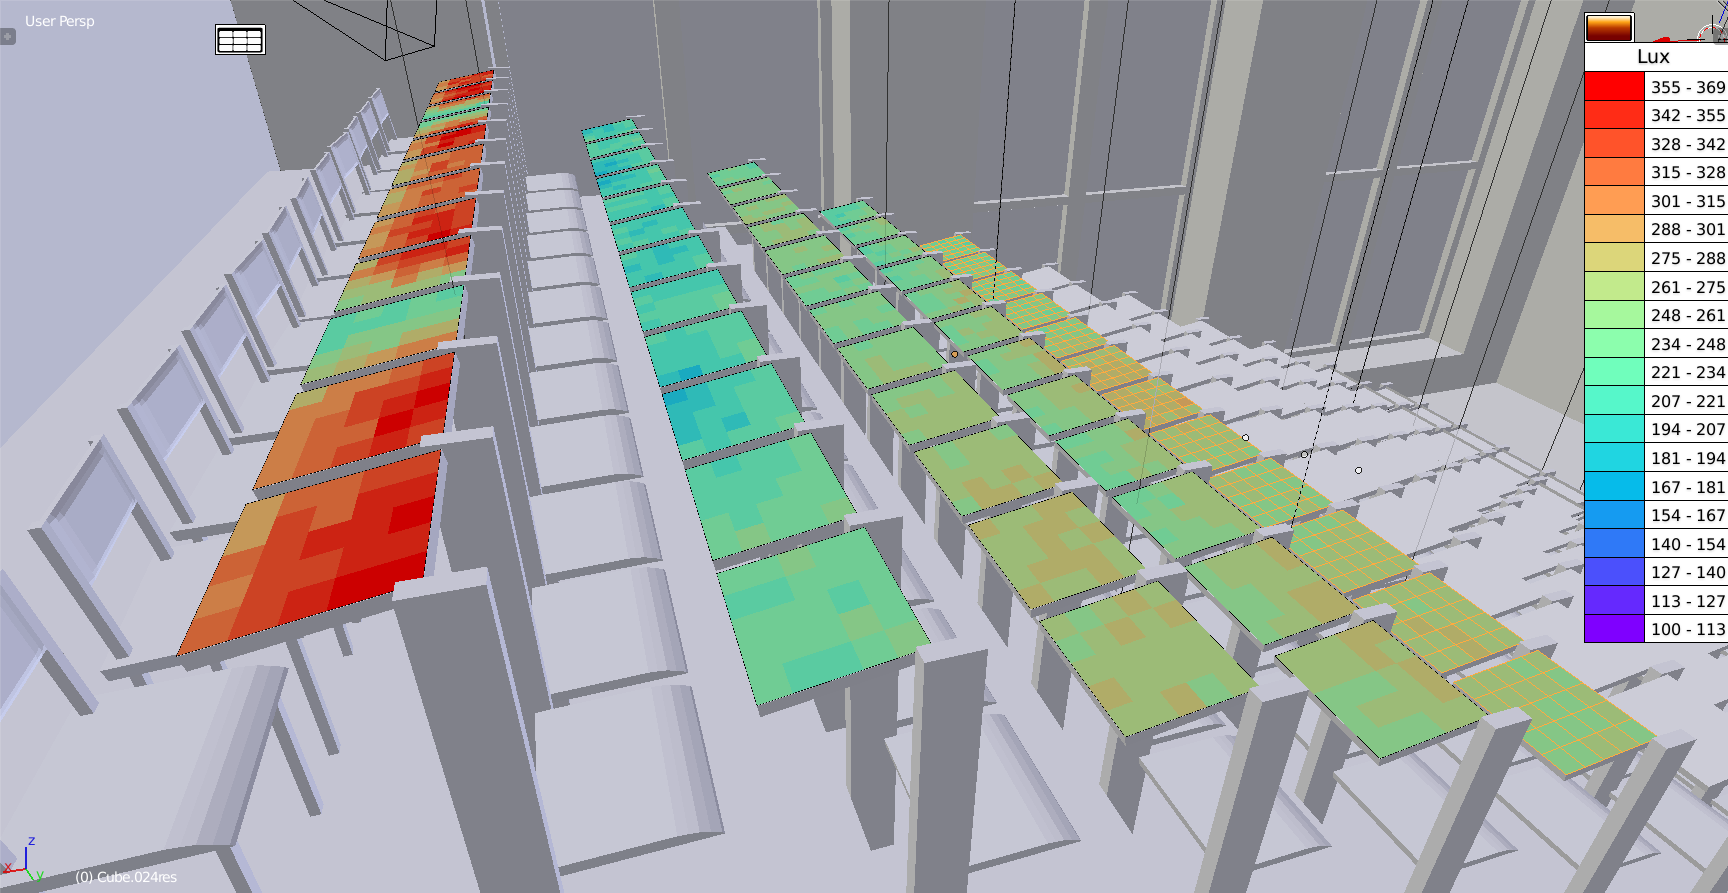 User Persp
Lux
355 - 369
342 - 355
328 - 342
315 - 328
301 - 315
288 - 301
275 - 288
261 - 275
248 - 261
234 - 248
221 - 234
207 - 221
194 - 207
181 - 194
167 - 181
154 - 167
140 - 154
127 - 140
113 - 127
100 - 113
z
x
y
(0) Cube.024res